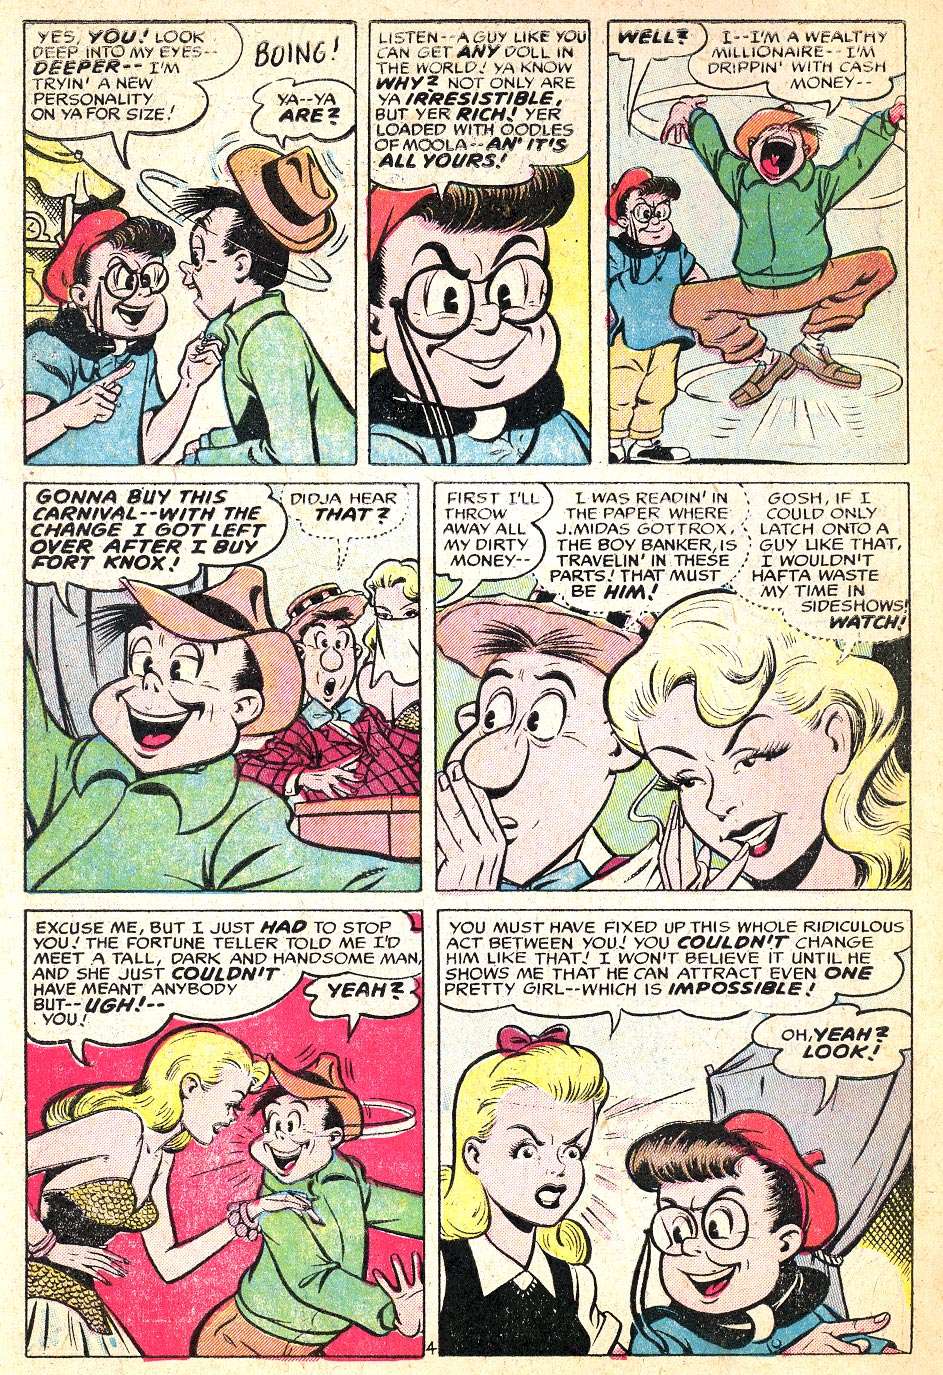 YES, YOU! LOOK
DEEP INTO MY EYES--
DEEPER-- I'M
TRYIN' A NEW
PERSONALITY
ON YA FOR SIZE!
BOING!
YA--YA
ARE?
LISTEN--A GUY LIKE YOU
CAN GET ANY DOLL IN
THE WORLD! YA KNOW
WHY? NOT ONLY ARE
YA IRRESISTIBLE,
BUT YER RICH! YER
LOADED WITH OODLES
OF MOOLA--AN' IT'S
ALL YOURS!
WELL?
I--I'M A WEALTHY
MILLIONAIRE--I'M
DRIPPIN' WITH CASH
MONEY--
GONNA BUY THIS
CARNIVAL--WITH THE
CHANGE I GOT LEFT
OVER AFTER I BUY
FORT KNOX!
DIDJA HEAR
THAT?
FIRST I'LL
THROW
AWAY ALL
MY DIRTY
MONEY--
I WAS READIN' IN
THE PAPER WHERE
J.MIDAS GOTTROX,
THE BOY BANKER, IS
TRAVELIN' IN THESE
PARTS! THAT MUST
BE HIM!
GOSH, IF I
COULD ONLY
LATCH ONTO A
GUY LIKE THAT,
I WOULDN'T
HAFTA WASTE
MY TIME IN
SIDESHOWS!
WATCH!
EXCUSE ME, BUT I JUST HAD TO STOP
YOU! THE FORTUNE TELLER TOLD ME I'D
MEET A TALL, DARK AND HANDSOME MAN,
AND SHE JUST COULDN'T
HAVE MEANT ANYBODY
BUT--UGH!--
YOU!
YEAH?
YOU MUST HAVE FIXED UP THIS WHOLE RIDICULOUS
ACT BETWEEN YOU! YOU COULDN'T CHANGE
HIM LIKE THAT! I WON'T BELIEVE IT UNTIL HE
SHOWS ME THAT HE CAN ATTRACT EVEN ONE
PRETTY GIRL--WHICH IS IMPOSSIBLE!
OH, YEAH?
LOOK!
4